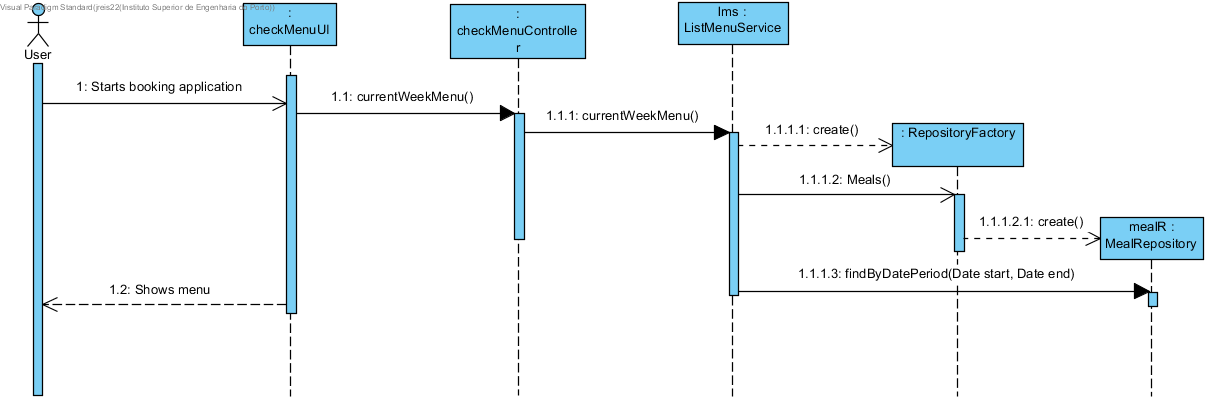 Visual Paradigm Standard(jreis22(Instituto Superior de Engenharia do Porto))
User
:
checkMenuUI
:
checkMenuControlle
r
lms :
ListMenuService
1: Starts booking application
1.1: currentWeekMenu()
1.1.1: currentWeekMenu()
1.1.1.1: create()
: RepositoryFactory
1.1.1.2: Meals()
1.1.1.2.1: create()
mealR :
MealRepository
1.1.1.3: findByDatePeriod(Date start, Date end)
1.2: Shows menu